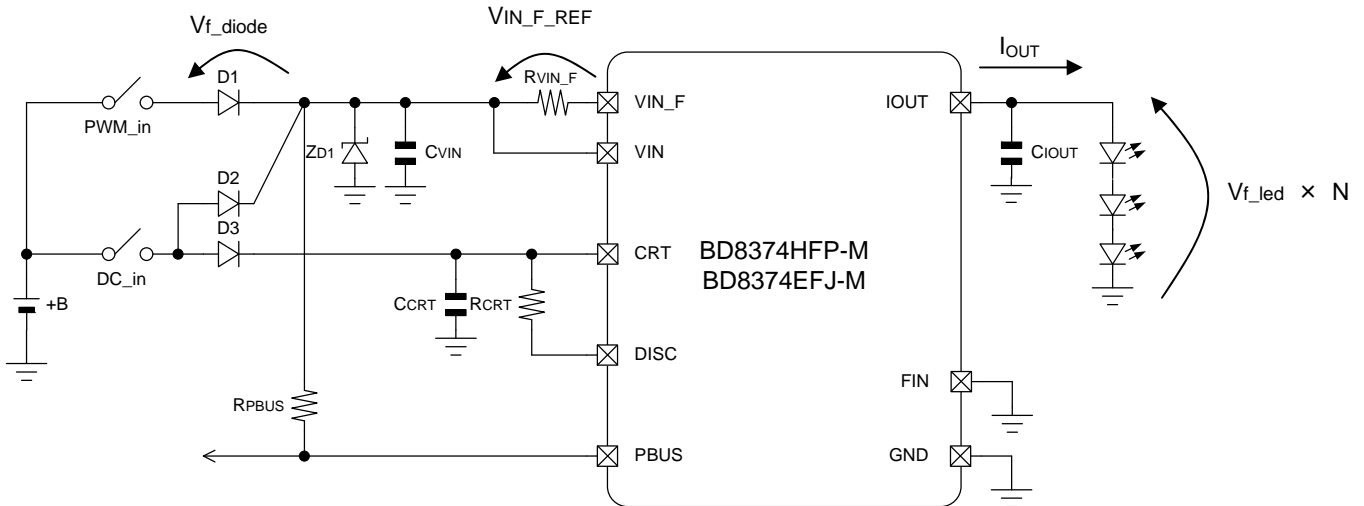 Vf_diode
VIN_F_REF
IOUT
D1
RVIN_F
VIN_F
IOUT
PWM_in
ZD1
CVIN
VIN
CIOUT
D2
Vf_led × N
D3
CRT
BD8374HFP-M
BD8374EFJ-M
DC_in
+B
CCRT
RCRT
DISC
FIN
RPBUS
PBUS
GND